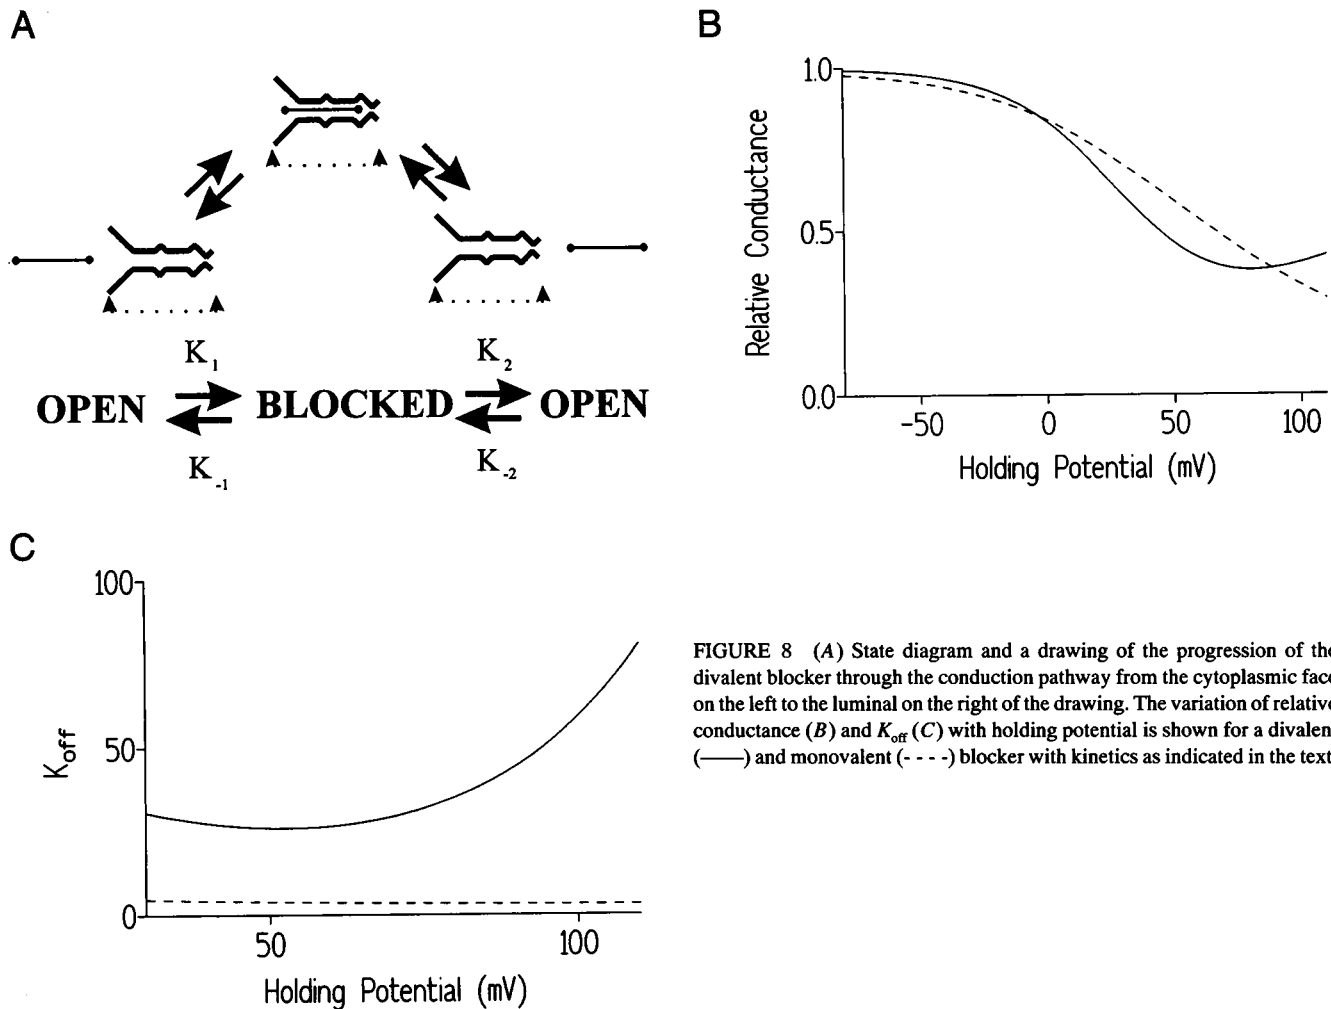 A
K₁
K₂
OPEN
BLOCKED
OPEN
K₋₁
K₋₂
B
1.0
0.5
0.0
-50
0
50
100
Relative Conductance
Holding Potential (mV)
C
100
50
0
50
100
K_off
Holding Potential (mV)
FIGURE 8 (A) State diagram and a drawing of the progression of the
divalent blocker through the conduction pathway from the cytoplasmic face
on the left to the luminal on the right of the drawing. The variation of relative
conductance (B) and K_off (C) with holding potential is shown for a divalen
(——) and monovalent (- - - -) blocker with kinetics as indicated in the text